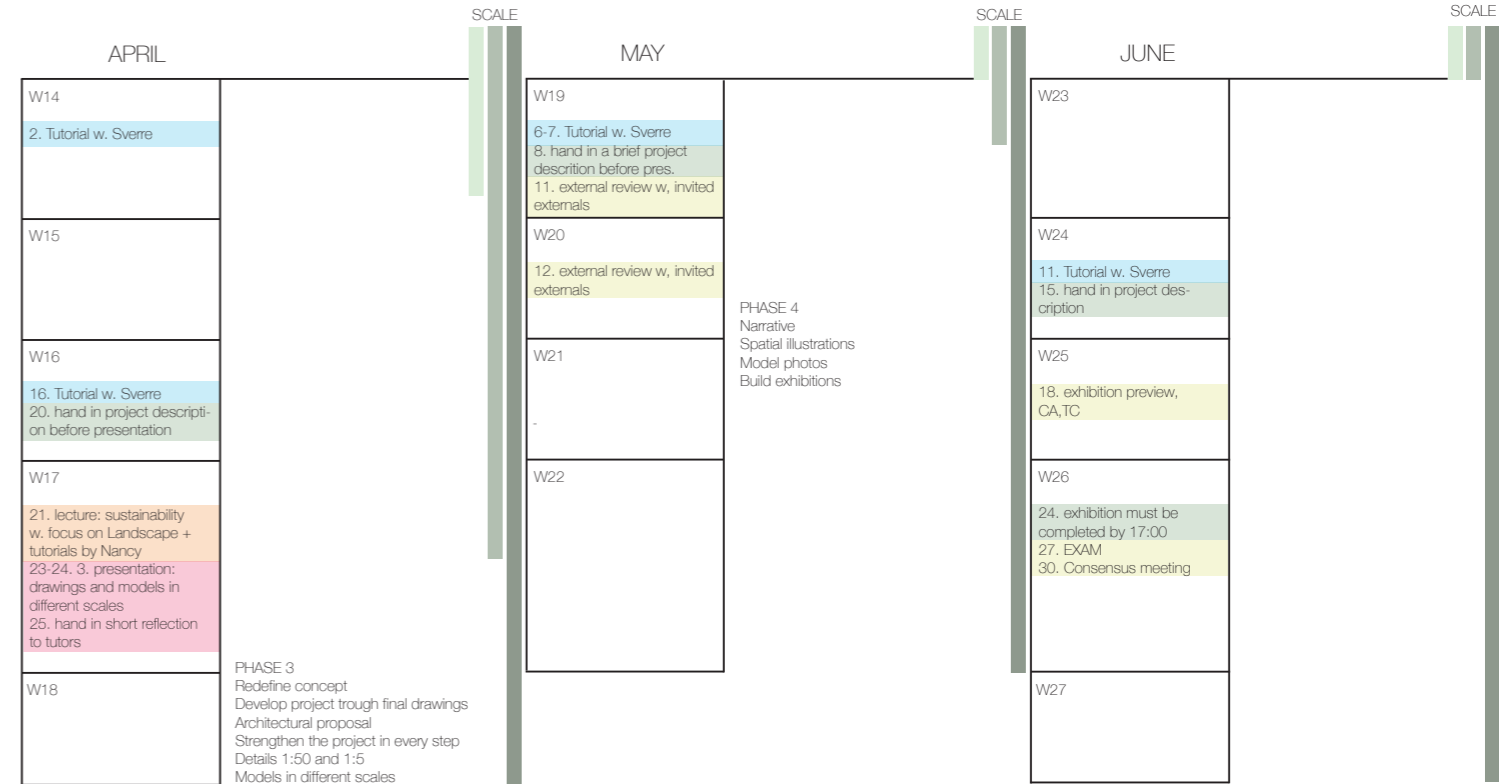 SCALE
APRIL
W14
2. Tutorial w. Sverre
W15
W16
16. Tutorial w. Sverre
20. hand in project descripti-
on before presentation
W17
21. lecture: sustainability
w. focus on Landscape +
tutorials by Nancy
23-24. 3. presentation:
drawings and models in
different scales
25. hand in short reflection
to tutors
W18
PHASE 3
Redefine concept
Develop project trough final drawings
Architectural proposal
Strengthen the project in every step
Details 1:50 and 1:5
Models in different scales
SCALE
MAY
W19
6-7. Tutorial w. Sverre
8. hand in a brief project
descrition before pres.
11. external review w, invited
externals
W20
12. external review w, invited
externals
W21
-
W22
PHASE 4
Narrative
Spatial illustrations
Model photos
Build exhibitions
SCALE
JUNE
W23
W24
11. Tutorial w. Sverre
15. hand in project des-
cription
W25
18. exhibition preview,
CA,TC
W26
24. exhibition must be
completed by 17:00
27. EXAM
30. Consensus meeting
W27